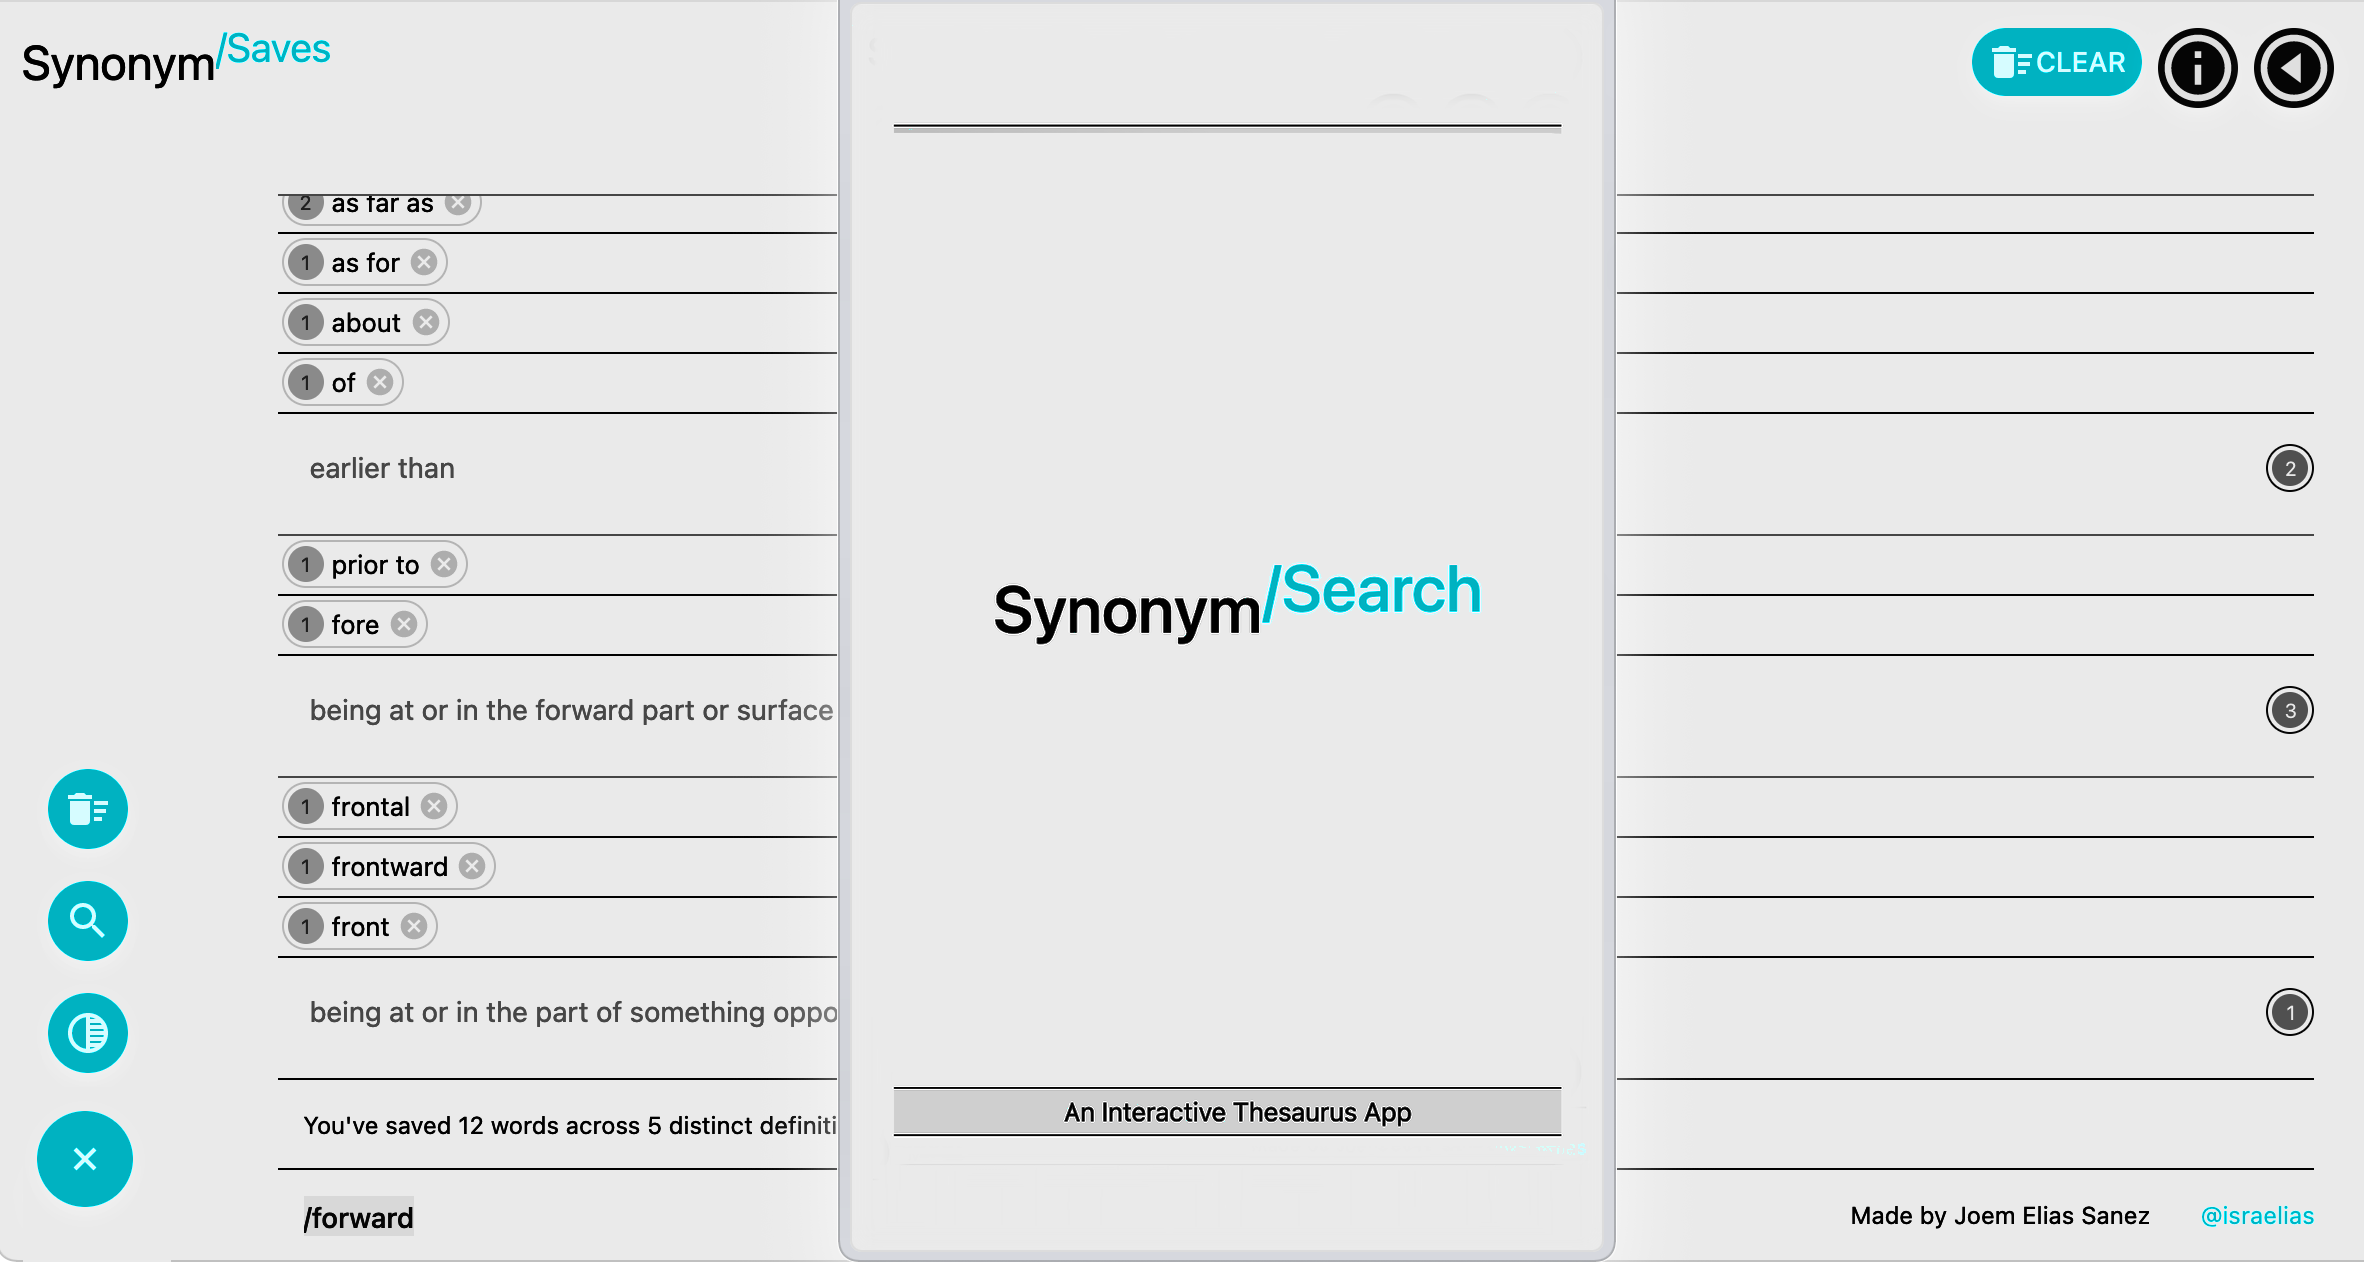 Synonym/Saves
CLEAR
2 as far as
1 as for
1 about
1 of
earlier than
2
1 prior to
1 fore
being at or in the forward part or surface
3
1 frontal
1 frontward
1 front
being at or in the part of something oppo
1
You've saved 12 words across 5 distinct definiti
/forward
Synonym/Search
An Interactive Thesaurus App
Made by Joem Elias Sanez
@israelias